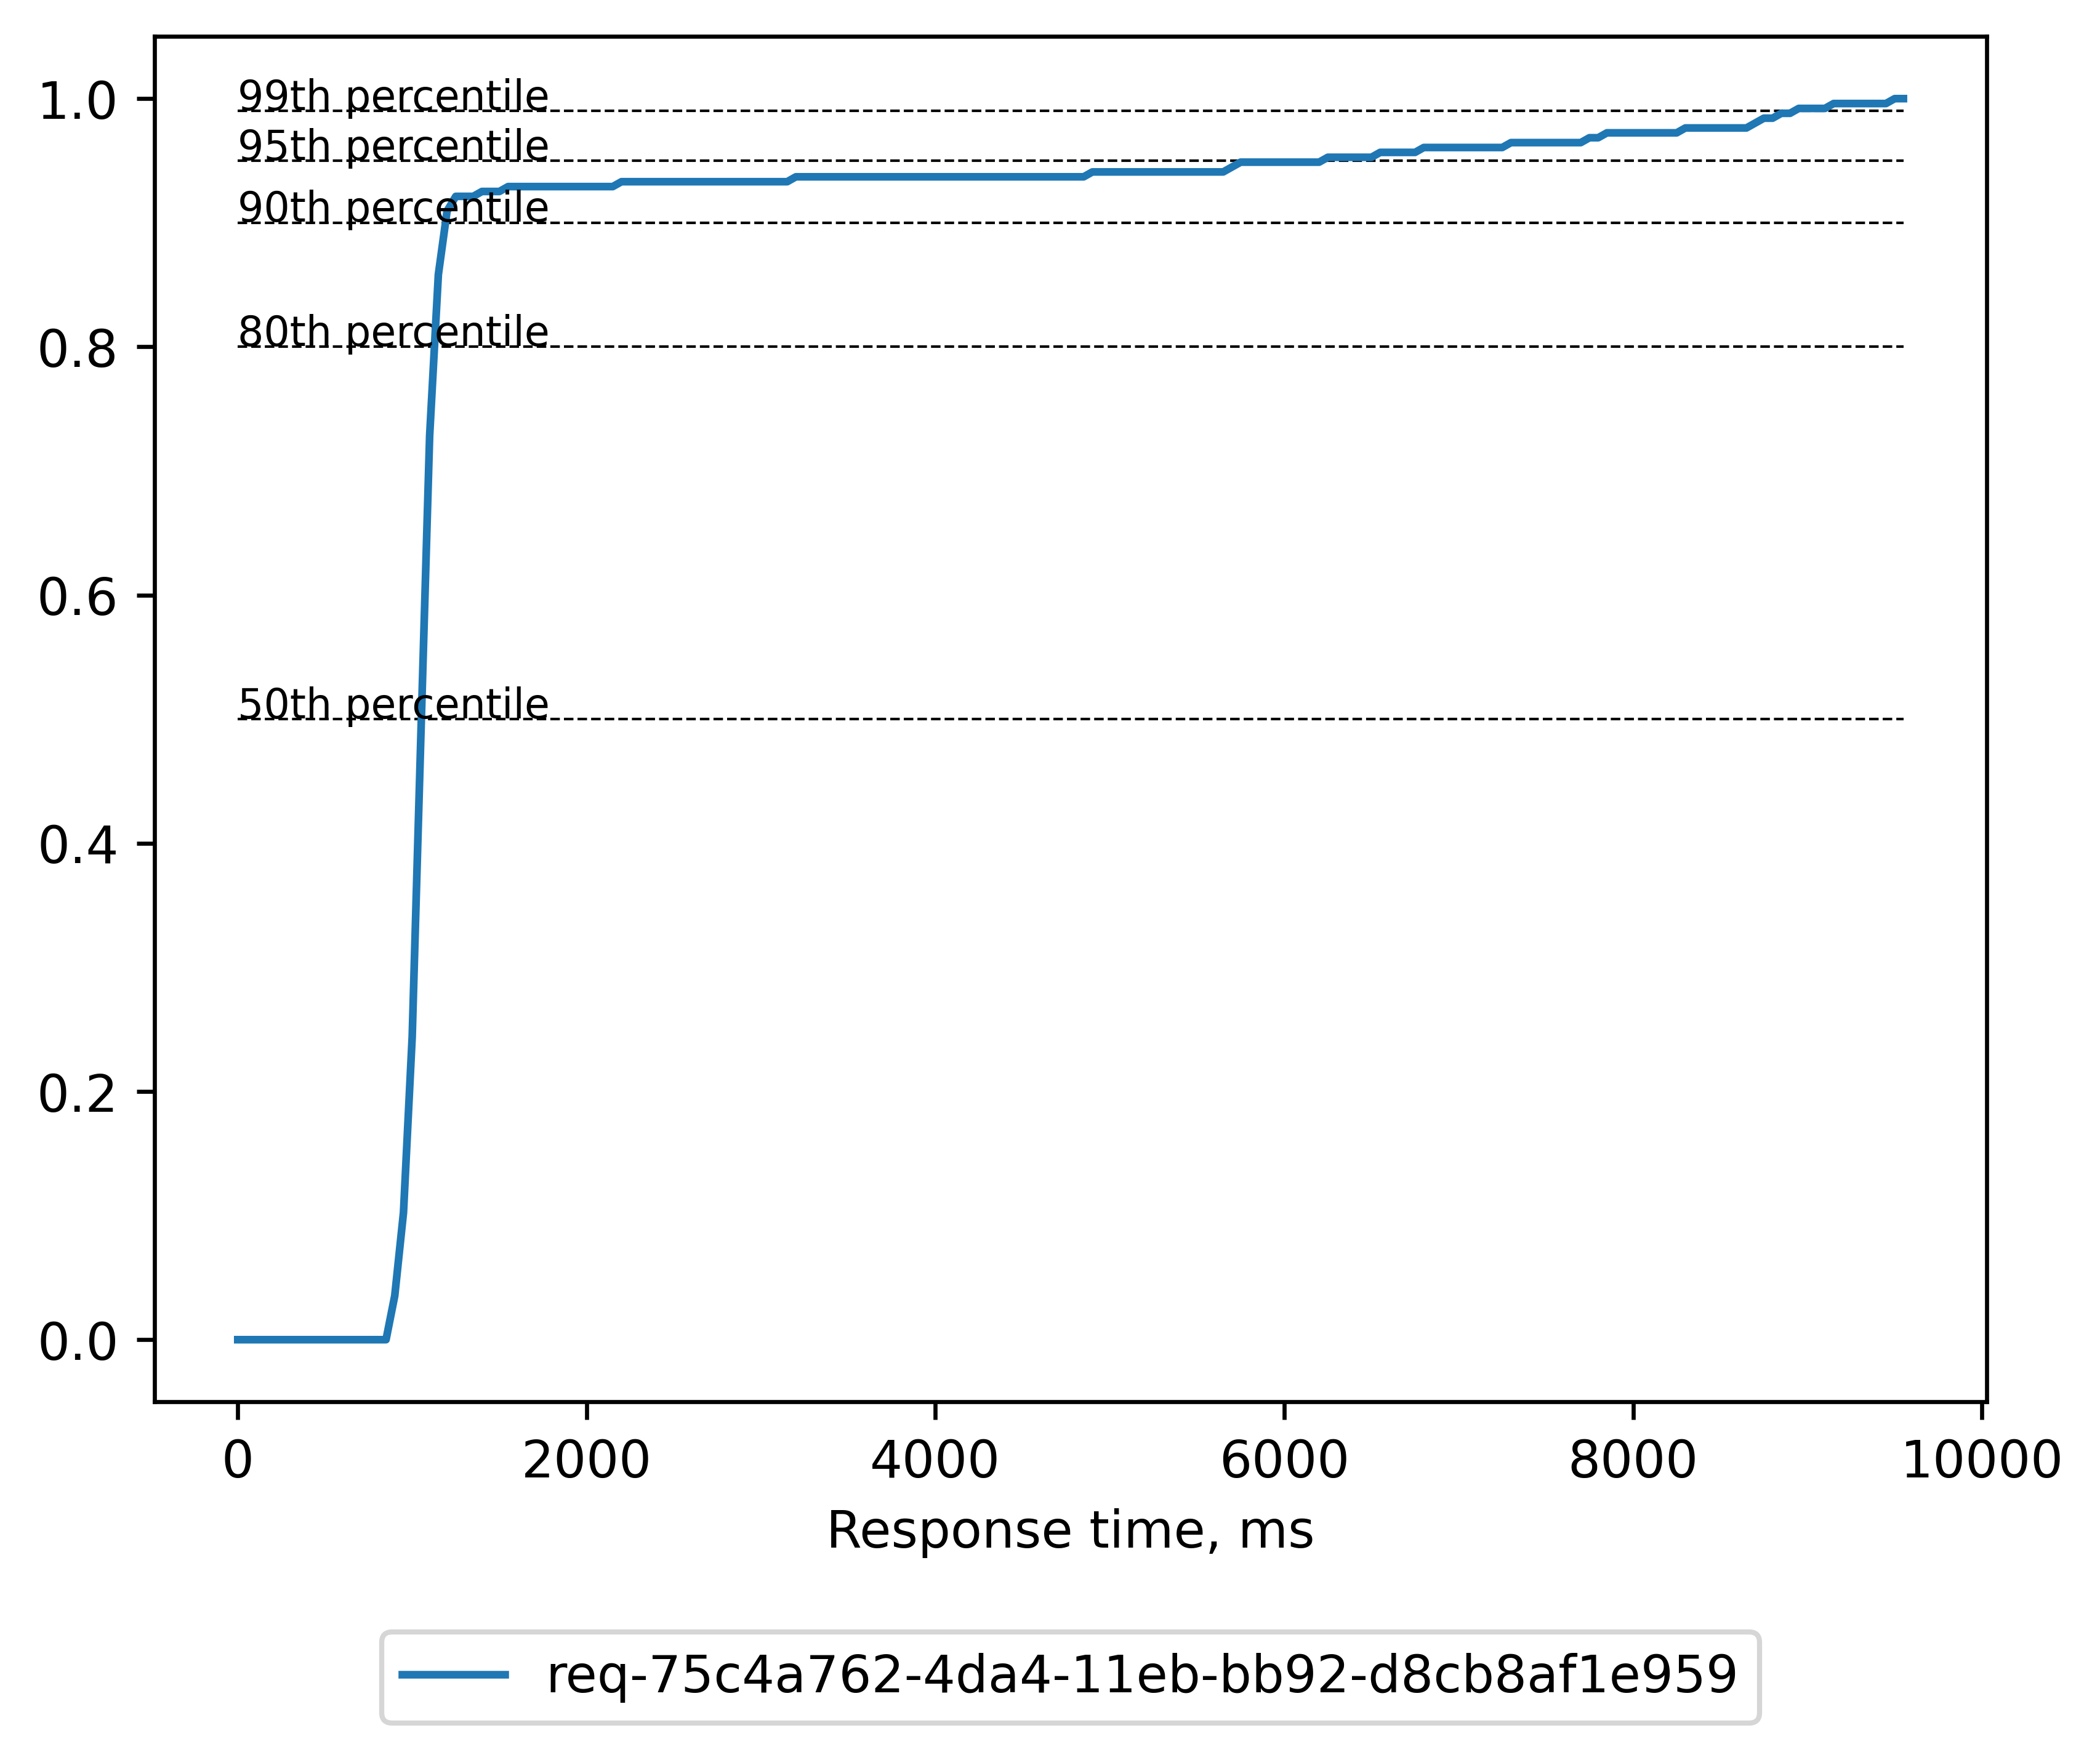 1.0
0.8
0.6
0.4
0.2
0.0
99th percentile
95th percentile
90th percentile
80th percentile
50th percentile
0 2000 4000 6000 8000 10000
Response time, ms
req-75c4a762-4da4-11eb-bb92-d8cb8af1e959